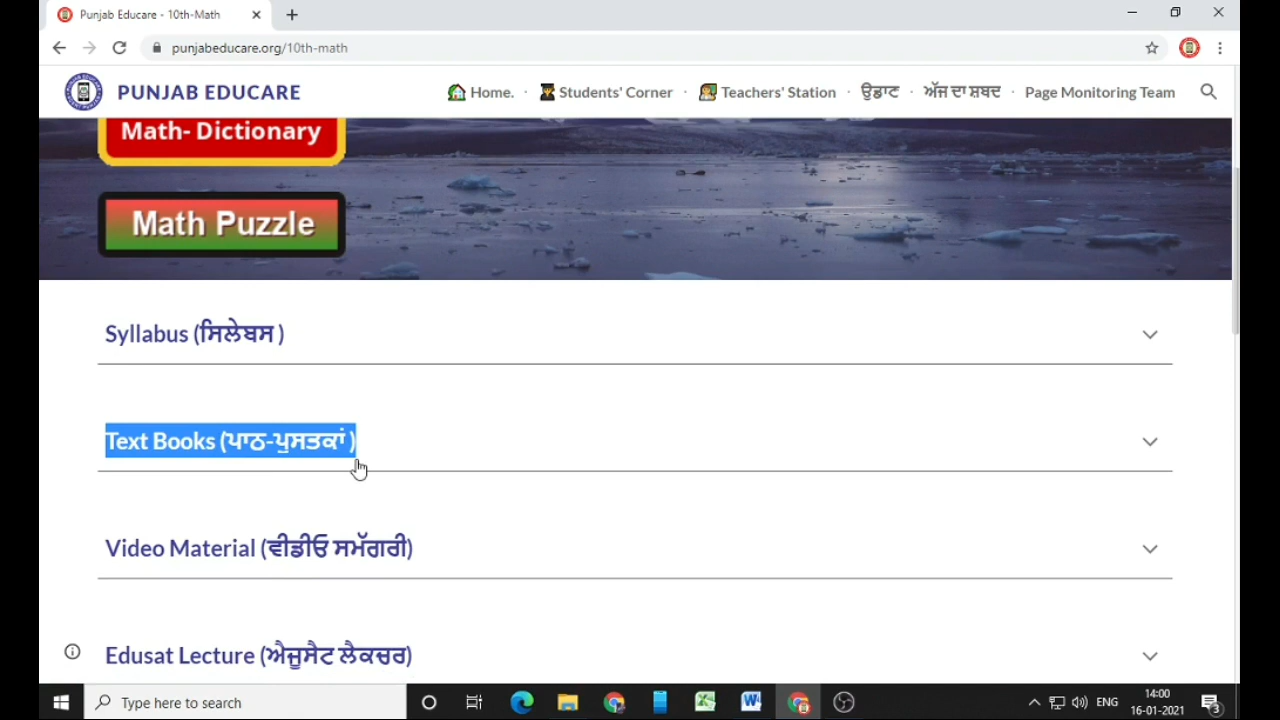 Punjab Educare - 10th-Math
punjabeducare.org/10th-math
PUNJAB EDUCARE
Home. · Students' Corner · Teachers' Station · ਉਡਾਣ · ਅੱਜ ਦਾ ਸ਼ਬਦ · Page Monitoring Team
Math- Dictionary
Math Puzzle
Syllabus (ਸਿਲੇਬਸ )
Text Books (ਪਾਠ-ਪੁਸਤਕਾਂ )
Video Material (ਵੀਡੀਓ ਸਮੱਗਰੀ)
Edusat Lecture (ਐਜੂਸੈਟ ਲੈਕਚਰ)
Type here to search
ENG
14:00
16-01-2021
3